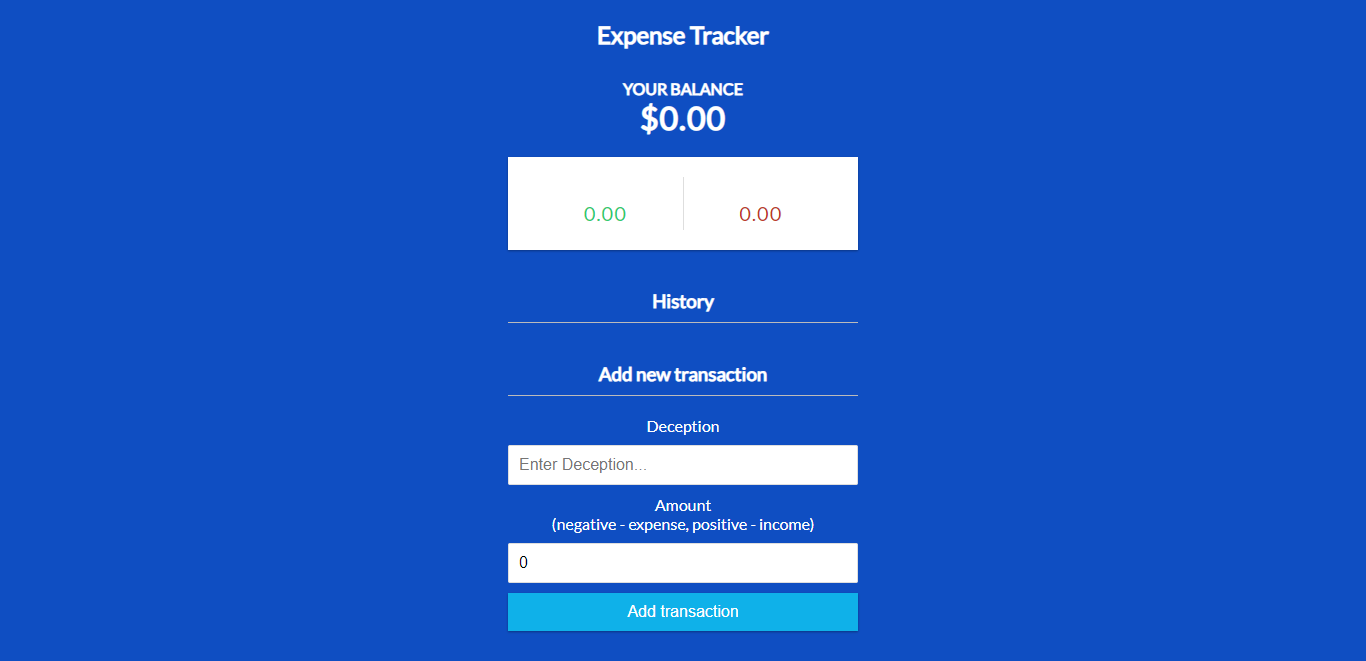 Expense Tracker
YOUR BALANCE
$0.00
0.00 0.00
History
Add new transaction
Deception
Enter Deception...
Amount
(negative - expense, positive - income)
0
Add transaction